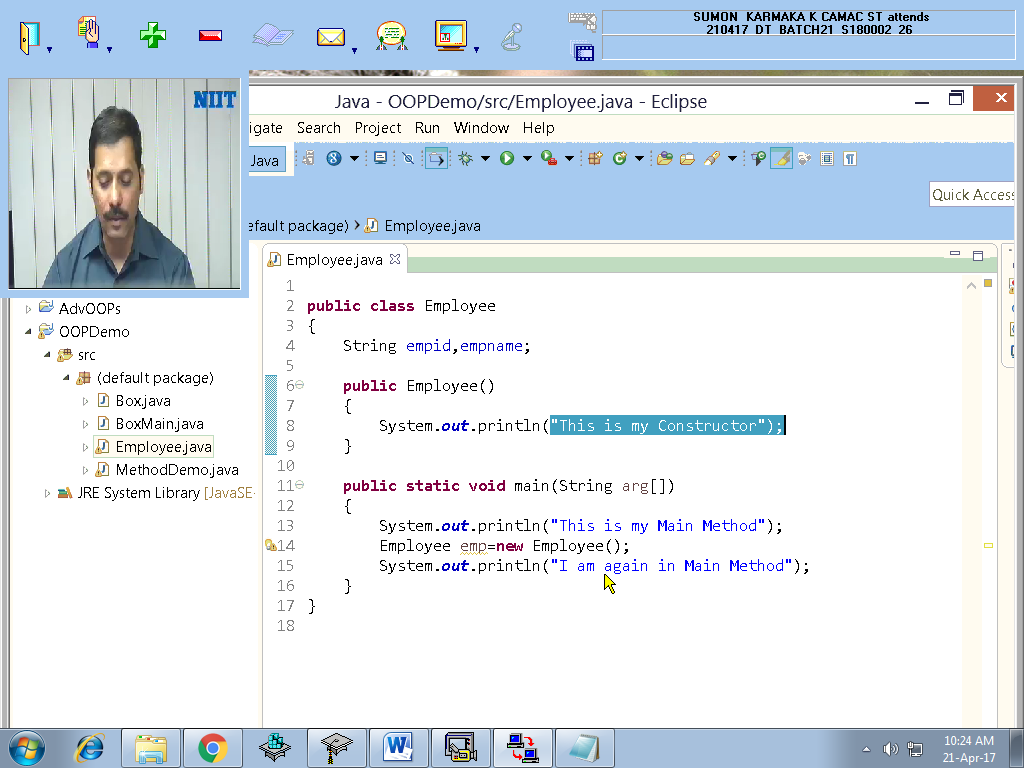 SUMON KARMAKA K CAMAC ST attends
210417_DT_BATCH21_S180002_26
NIIT
Java - OOPDemo/src/Employee.java - Eclipse
igate Search Project Run Window Help
Java
Quick Access
efault package) Employee.java
Employee.java
AdvOOPs
OOPDemo
src
(default package)
Box.java
BoxMain.java
Employee.java
MethodDemo.java
JRE System Library [JavaSE-
1
2 public class Employee
3 {
4 String empid,empname;
5
6 public Employee()
7 {
8 System.out.println("This is my Constructor");
9 }
10
11 public static void main(String arg[])
12 {
13 System.out.println("This is my Main Method");
14 Employee emp=new Employee();
15 System.out.println("I am again in Main Method");
16 }
17 }
18
10:24 AM
21-Apr-17